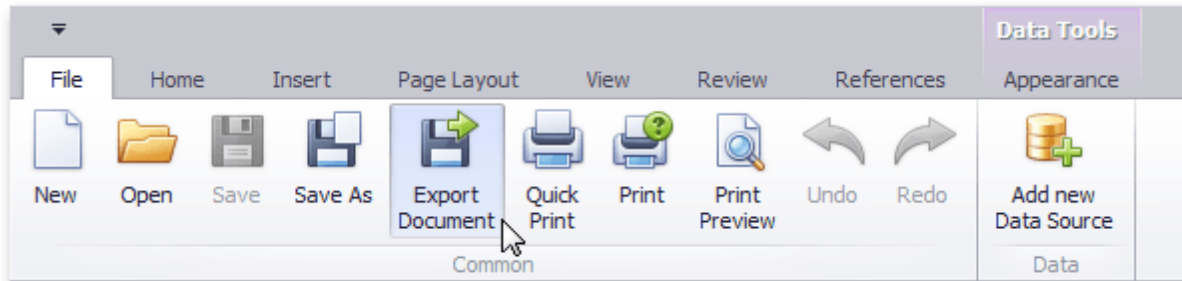 Data Tools
File Home Insert Page Layout View Review References Appearance
New Open Save Save As Export Document Quick Print Print Print Preview Undo Redo Add new Data Source
Common Data